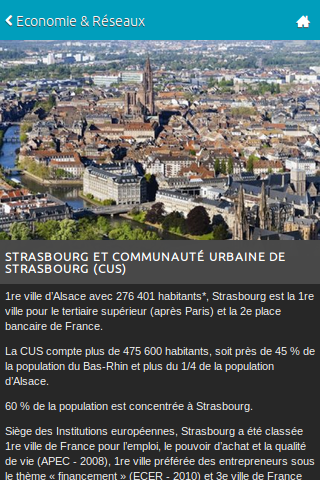 Economie & Réseaux
STRASBOURG ET COMMUNAUTÉ URBAINE DE
STRASBOURG (CUS)
1re ville d'Alsace avec 276 401 habitants*, Strasbourg est la 1re
ville pour le tertiaire supérieur (après Paris) et la 2e place
bancaire de France.
La CUS compte plus de 475 600 habitants, soit près de 45 % de
la population du Bas-Rhin et plus du 1/4 de la population
d'Alsace.
60 % de la population est concentrée à Strasbourg.
Siège des Institutions européennes, Strasbourg a été classée
1re ville de France pour l'emploi, le pouvoir d'achat et la qualité
de vie (APEC - 2008), 1re ville préférée des entrepreneurs sous
le thème « financement » (ECER - 2010) et 3e ville de France